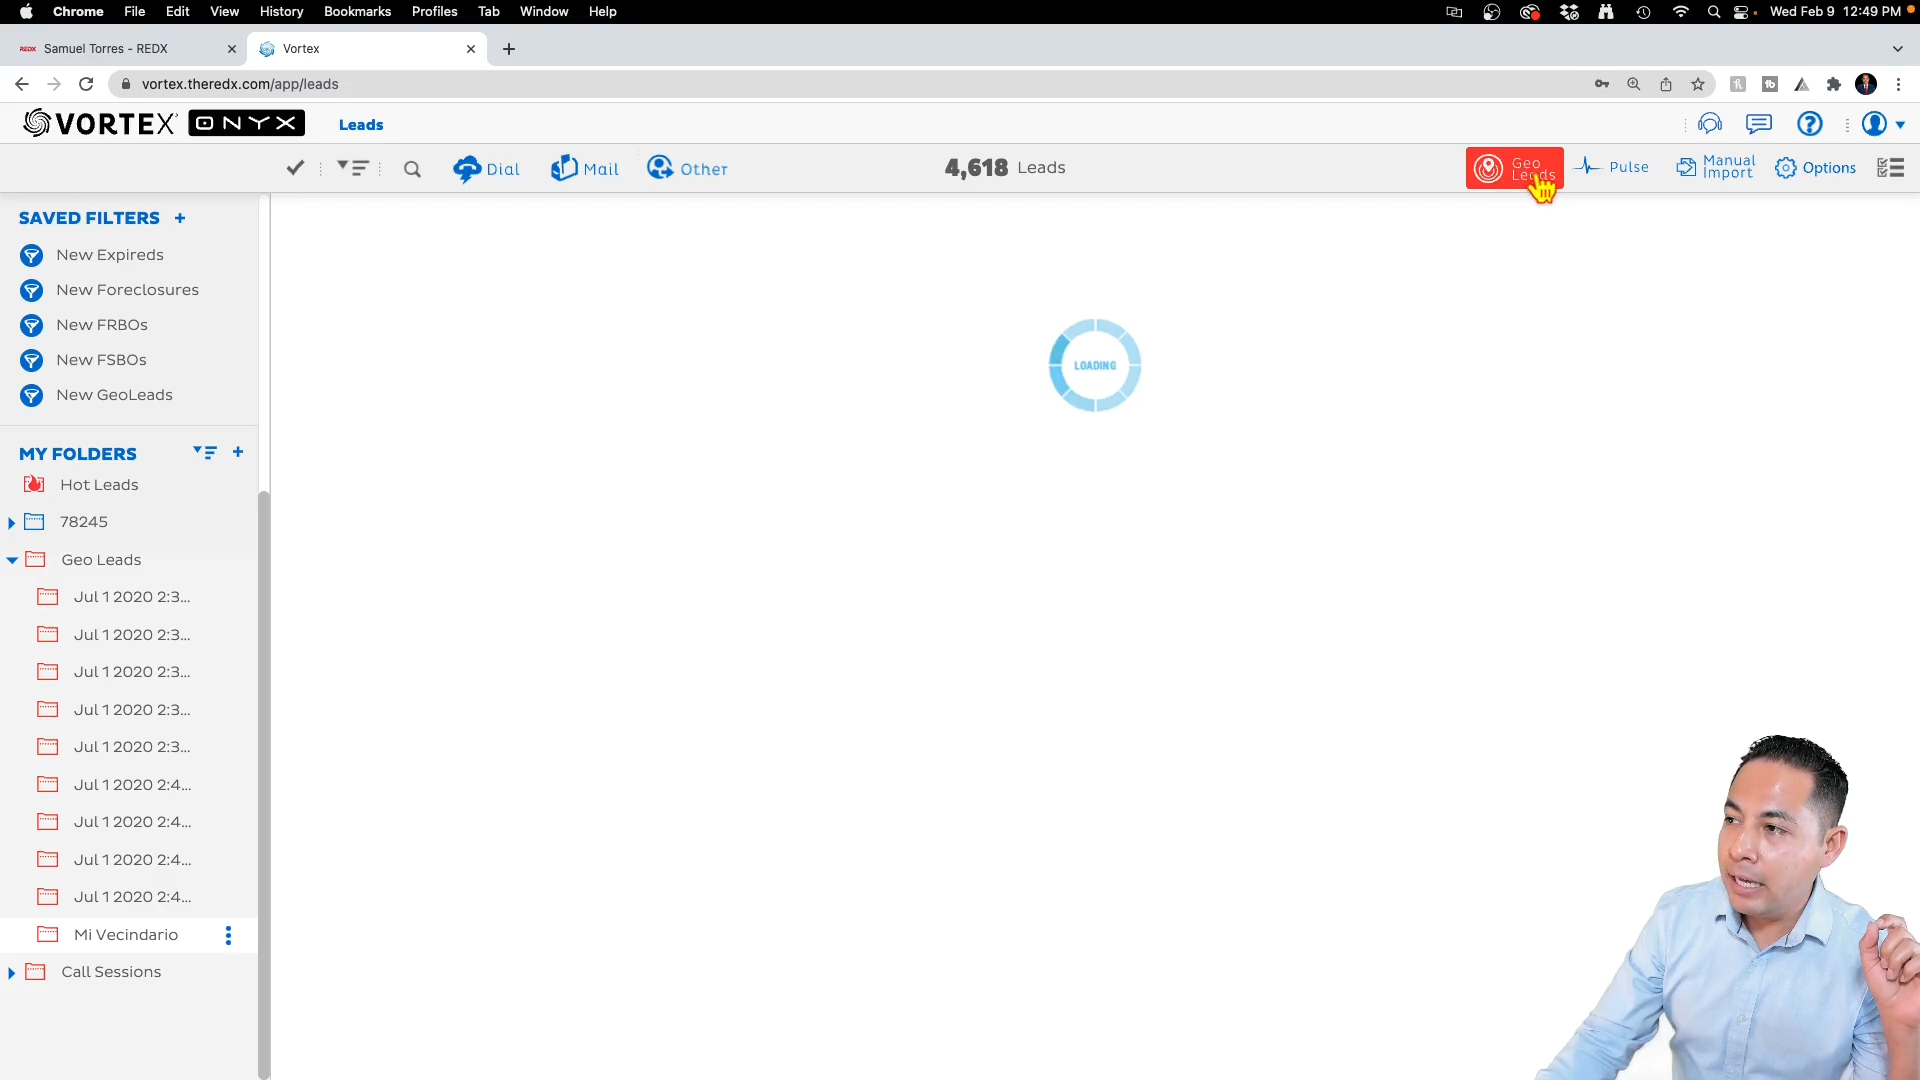 Chrome File Edit View History Bookmarks Profiles Tab Window Help
Wed Feb 9 12:49 PM
REDX Samuel Torres - REDX
Vortex
vortex.theredx.com/app/leads
VORTEX ONYX
Leads
Dial
Mail
Other
4,618 Leads
Geo
Leads
Pulse
Manual
Import
Options
SAVED FILTERS +
New Expireds
New Foreclosures
New FRBOs
New FSBOs
New GeoLeads
MY FOLDERS
+
Hot Leads
78245
Geo Leads
Jul 1 2020 2:3...
Jul 1 2020 2:3...
Jul 1 2020 2:3...
Jul 1 2020 2:3...
Jul 1 2020 2:3...
Jul 1 2020 2:4...
Jul 1 2020 2:4...
Jul 1 2020 2:4...
Jul 1 2020 2:4...
Mi Vecindario
Call Sessions
LOADING